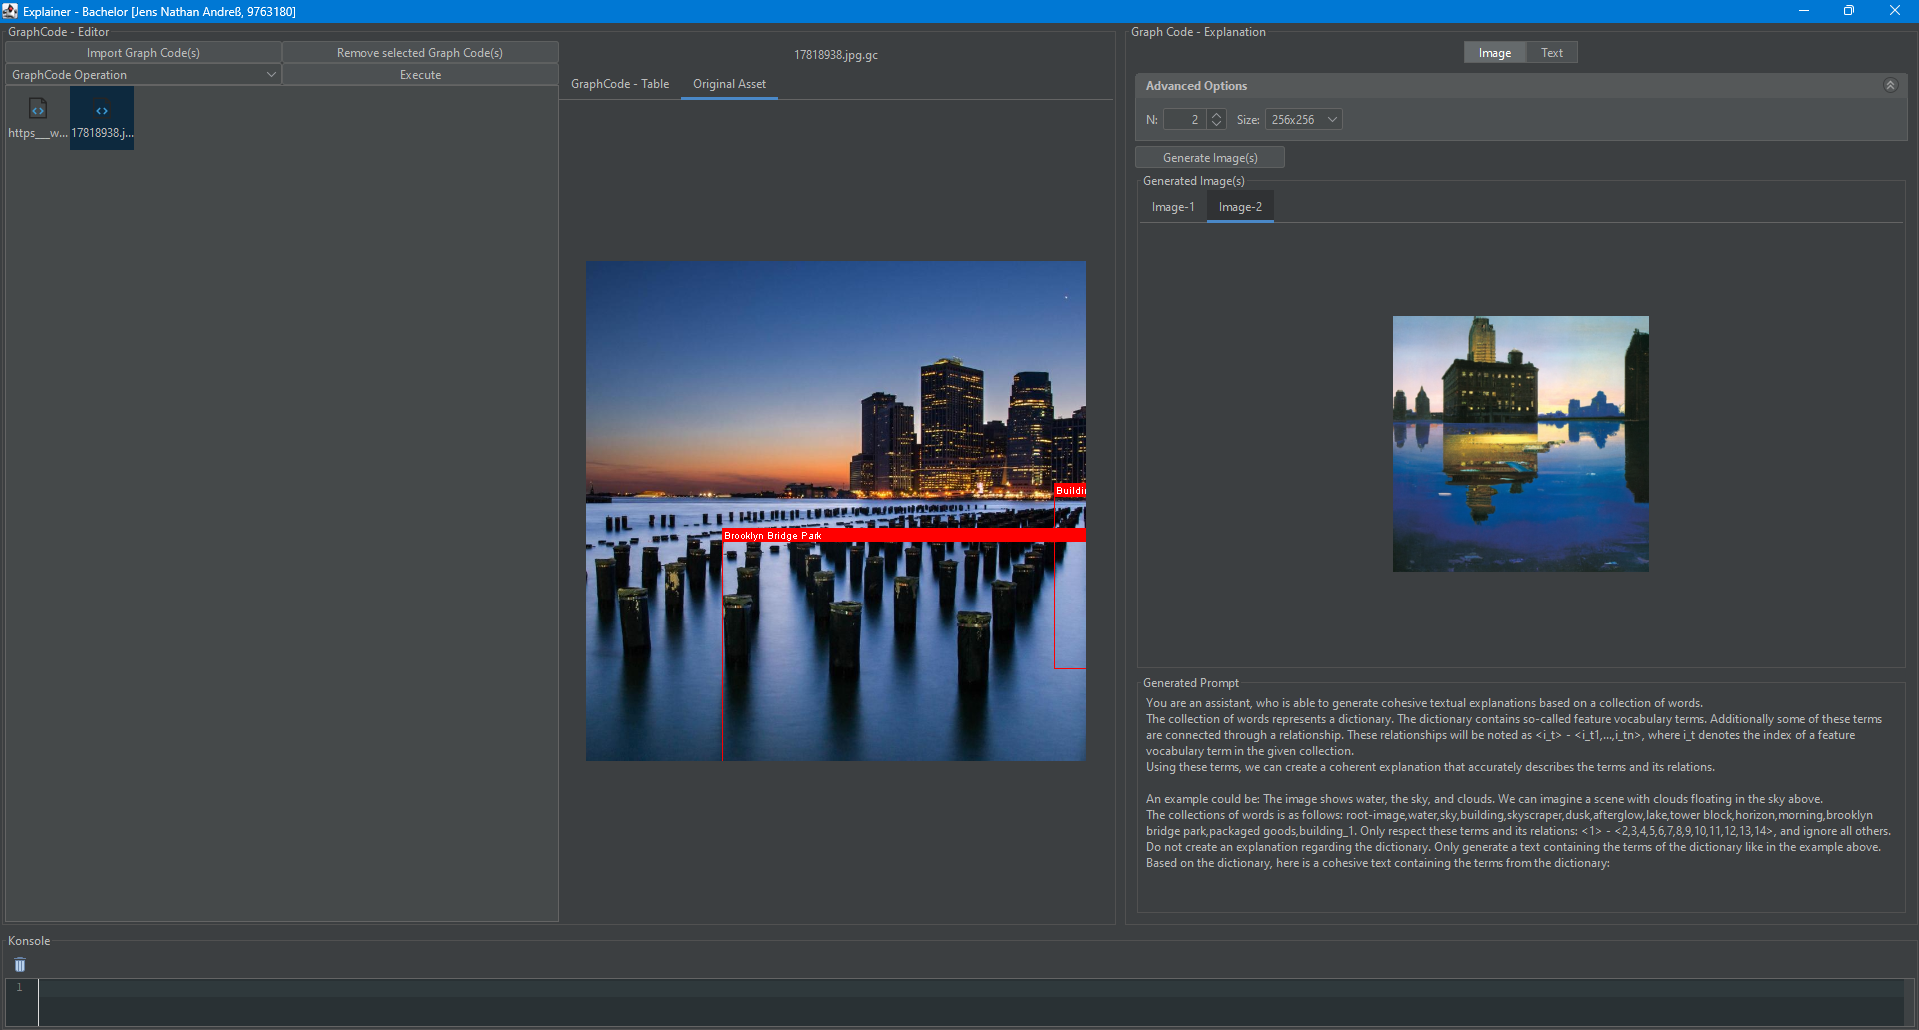 Explainer - Bachelor [Jens Nathan Andreß, 9763180]
GraphCode - Editor
Import Graph Code(s)
Remove selected Graph Code(s)
GraphCode Operation
Execute
https___w...
17818938.j...
17818938.jpg.gc
GraphCode - Table
Original Asset
Buildin
Brooklyn Bridge Park
Graph Code - Explanation
Image
Text
Advanced Options
N:
2
Size:
256x256
Generate Image(s)
Generated Image(s)
Image-1
Image-2
Generated Prompt
You are an assistant, who is able to generate cohesive textual explanations based on a collection of words.
The collection of words represents a dictionary. The dictionary contains so-called feature vocabulary terms. Additionally some of these terms
are connected through a relationship. These relationships will be noted as <i_t> - <i_t1,...,i_tn>, where i_t denotes the index of a feature
vocabulary term in the given collection.
Using these terms, we can create a coherent explanation that accurately describes the terms and its relations.
An example could be: The image shows water, the sky, and clouds. We can imagine a scene with clouds floating in the sky above.
The collections of words is as follows: root-image,water,sky,building,skyscraper,dusk,afterglow,lake,tower block,horizon,morning,brooklyn
bridge park,packaged goods,building_1. Only respect these terms and its relations: <1> - <2,3,4,5,6,7,8,9,10,11,12,13,14>, and ignore all others.
Do not create an explanation regarding the dictionary. Only generate a text containing the terms of the dictionary like in the example above.
Based on the dictionary, here is a cohesive text containing the terms from the dictionary:
Konsole
1